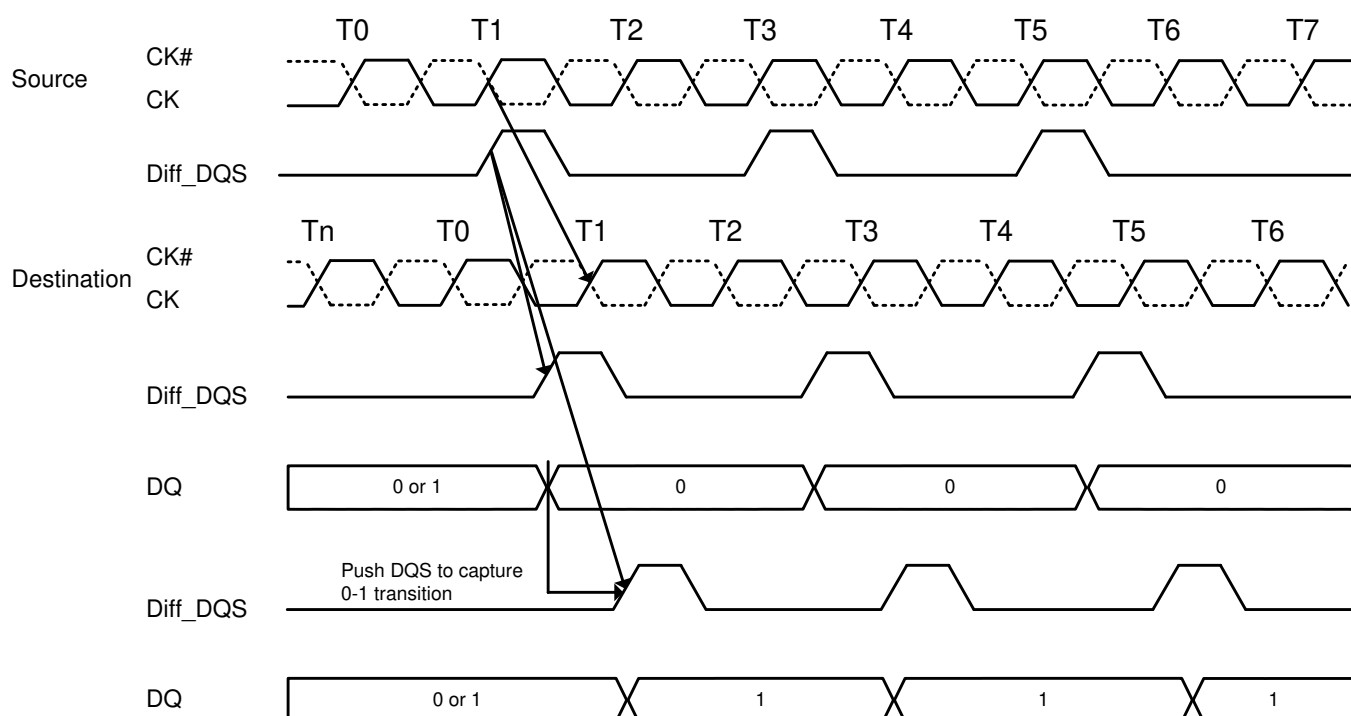 T0 T1 T2 T3 T4 T5 T6 T7
CK#
Source
CK
Diff_DQS
Tn T0 T1 T2 T3 T4 T5 T6
CK#
Destination
CK
Diff_DQS
DQ 0 or 1 0 0 0
Push DQS to capture
0-1 transition
Diff_DQS
DQ 0 or 1 1 1 1